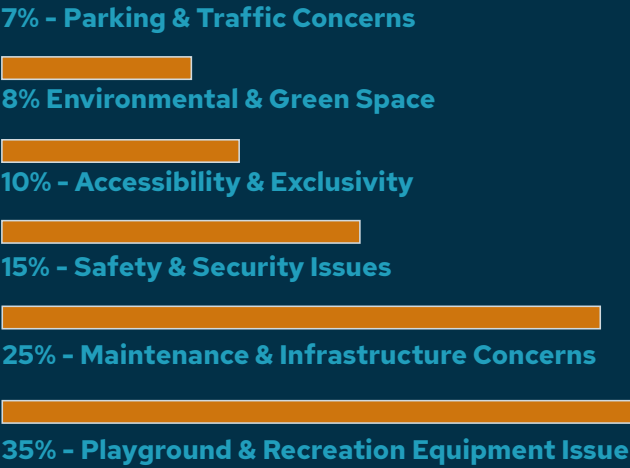 7% - Parking & Traffic Concerns
8% Environmental & Green Space
10% - Accessibility & Exclusivity
15% - Safety & Security Issues
25% - Maintenance & Infrastructure Concerns
35% - Playground & Recreation Equipment Issue